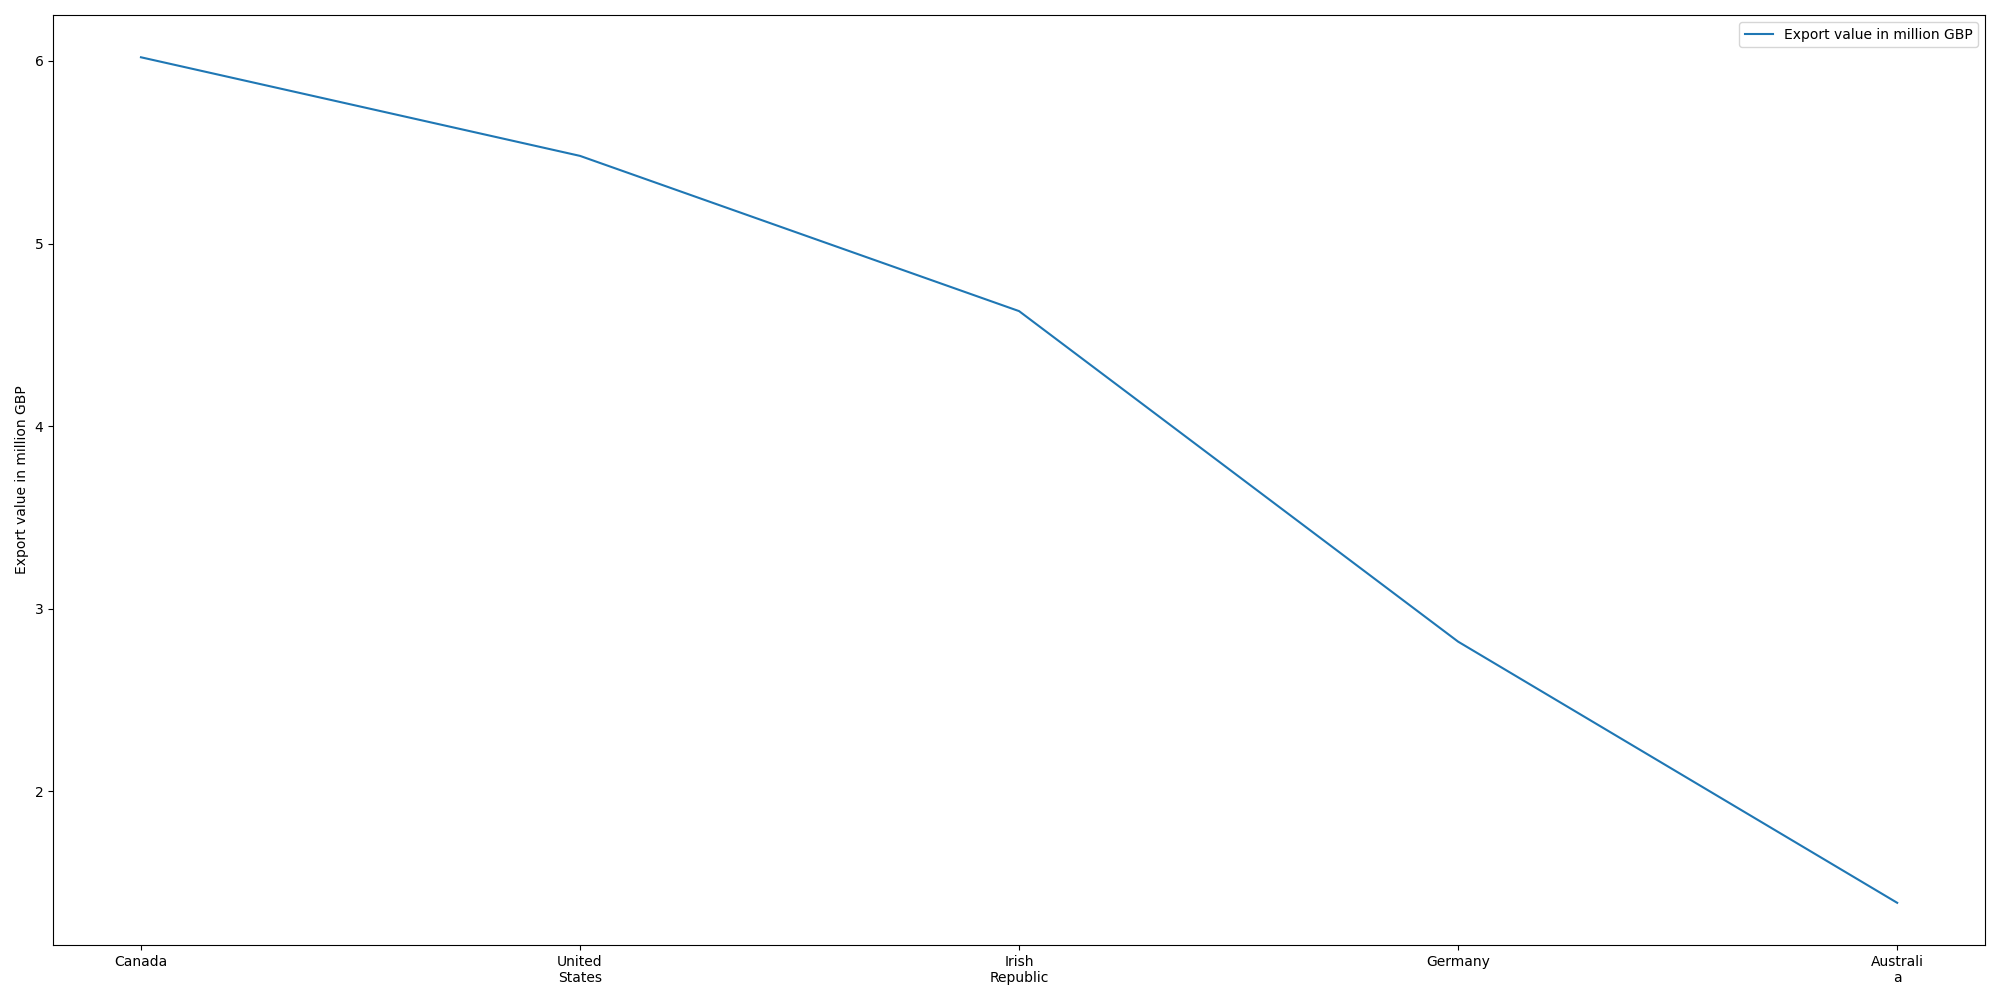 Export value in million GBP
6
5
4
3
2
Export value in million GBP
Canada
United
States
Irish
Republic
Germany
Australi
a